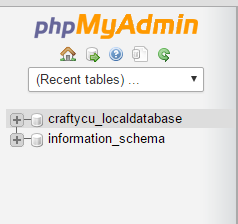 phpMyAdmin
(Recent tables) ...
craftycu_localdatabase
information_schema